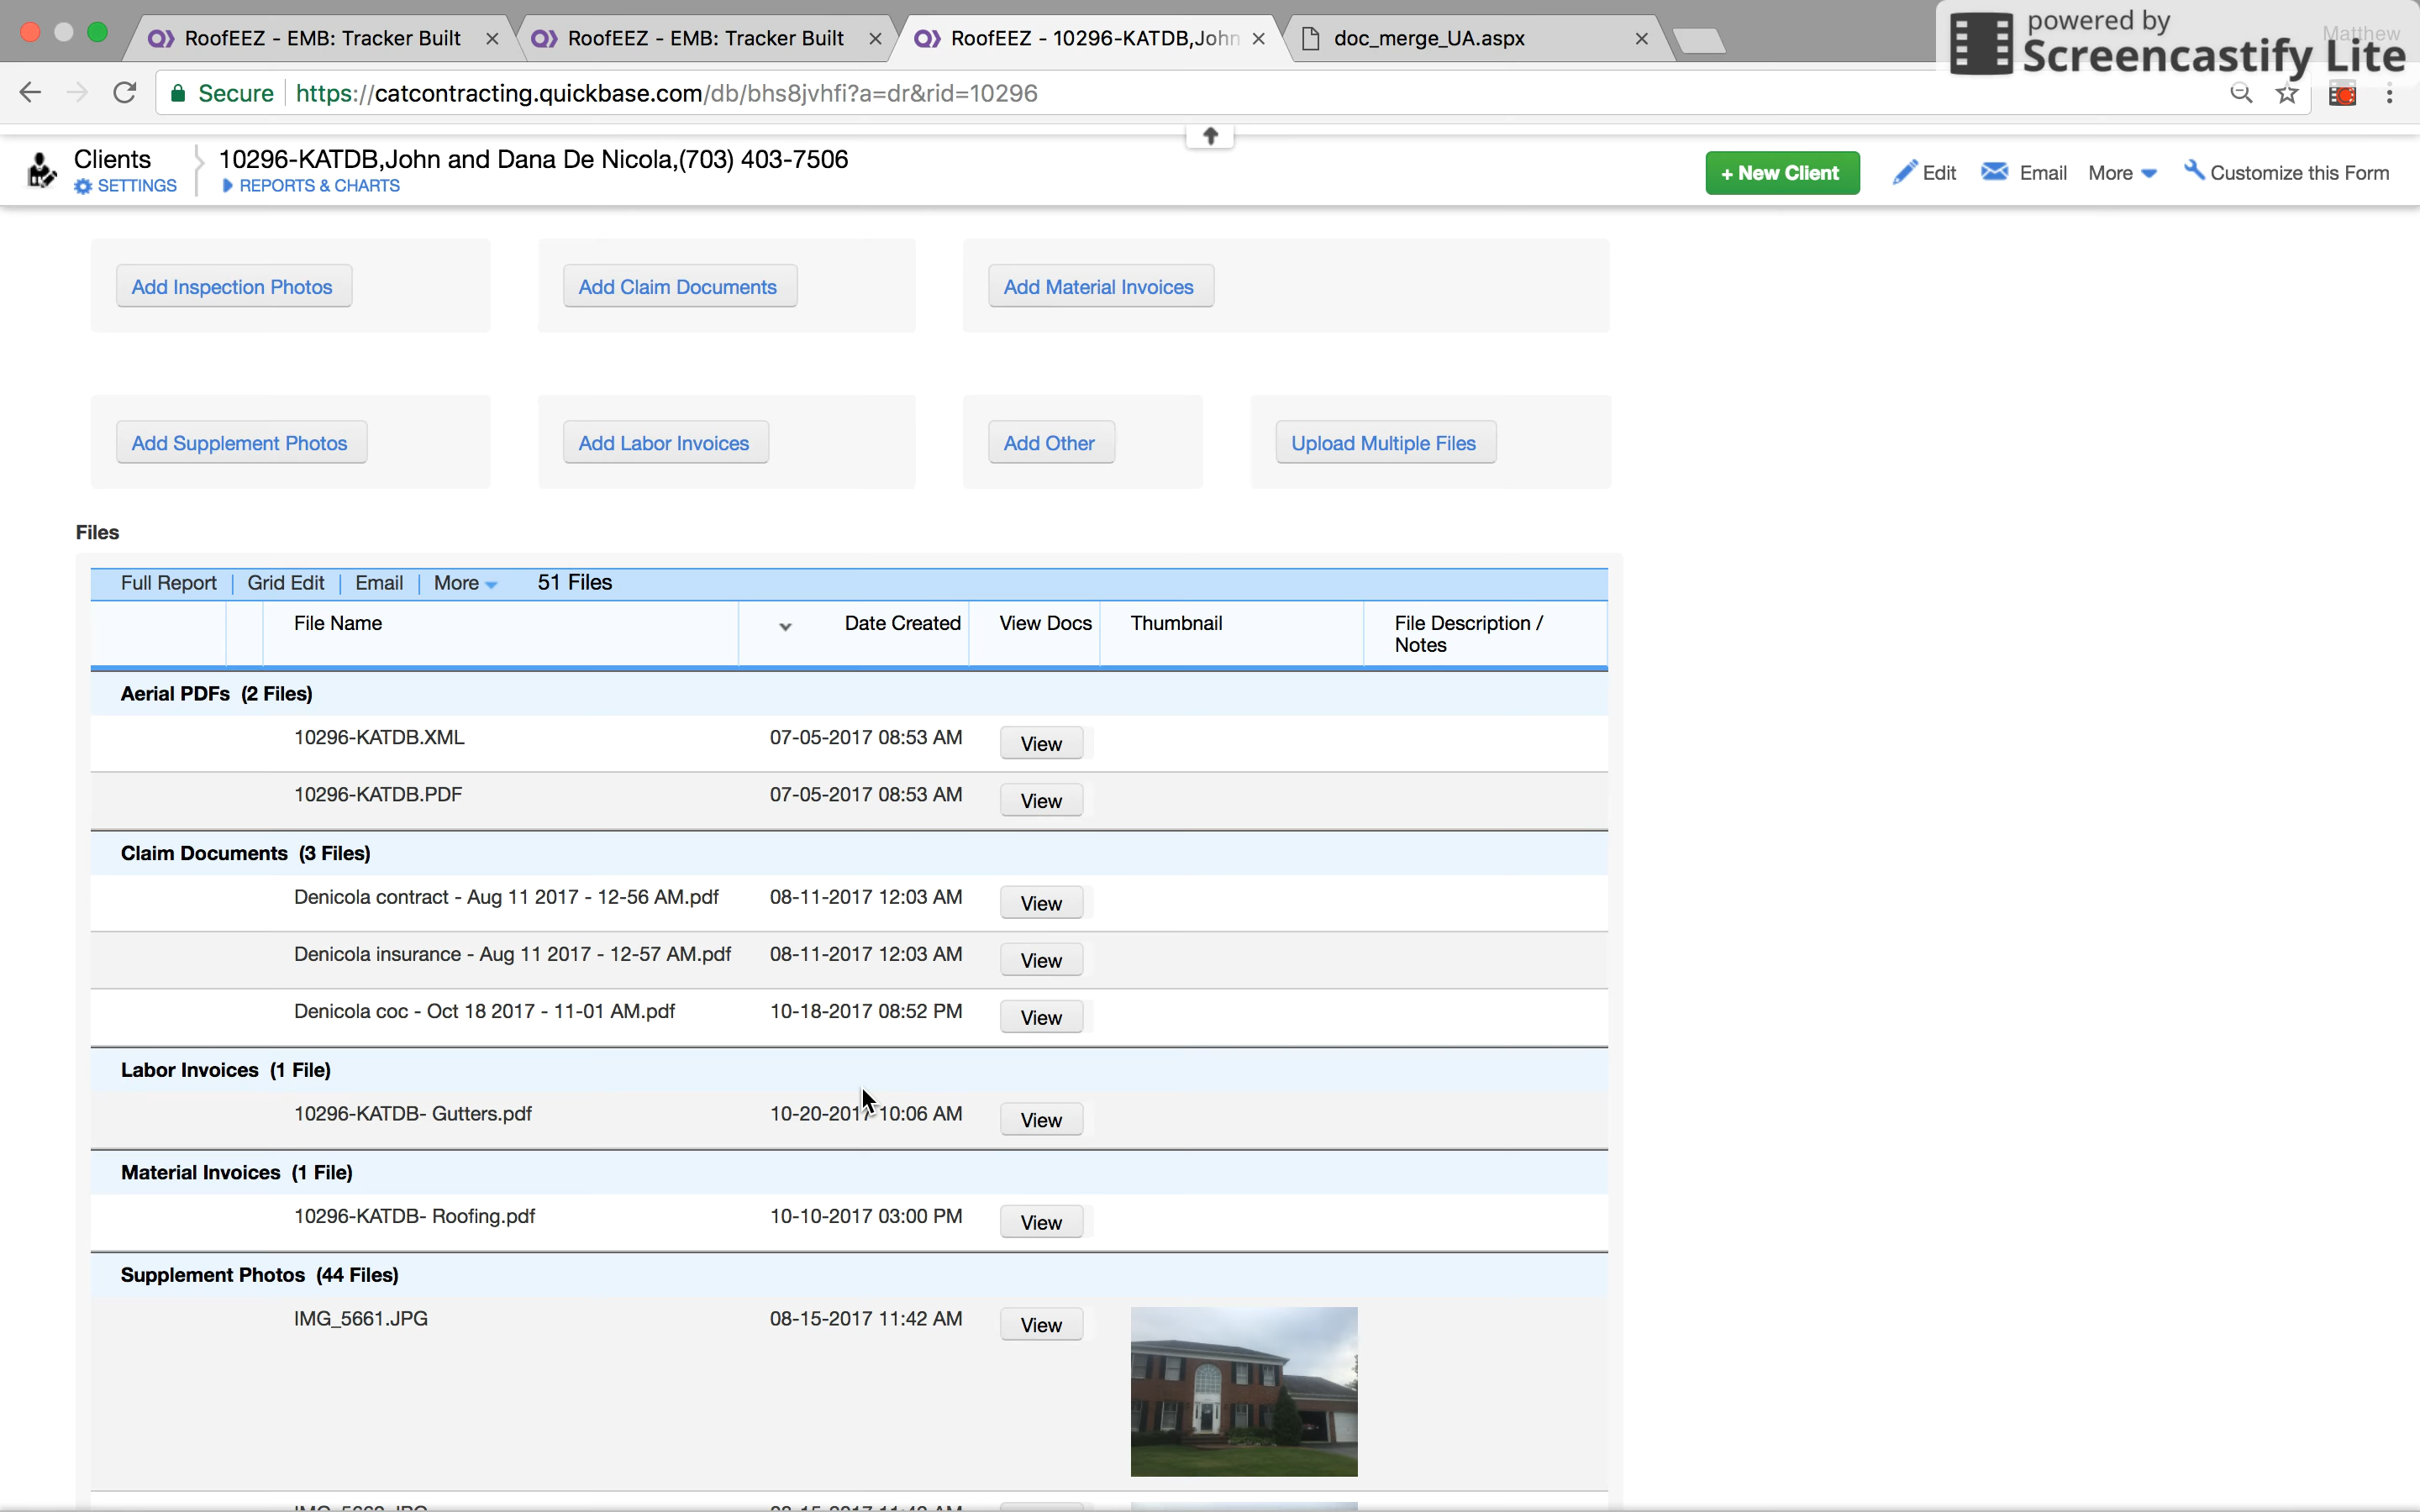 RoofEEZ - EMB: Tracker Built
RoofEEZ - EMB: Tracker Built
RoofEEZ - 10296-KATDB,John
doc_merge_UA.aspx
Matthew
powered by
Screencastify Lite
Secure
https://catcontracting.quickbase.com/db/bhs8jvhfi?a=dr&rid=10296
Clients
SETTINGS
10296-KATDB,John and Dana De Nicola,(703) 403-7506
REPORTS & CHARTS
+ New Client
Edit
Email
More
Customize this Form
Add Inspection Photos
Add Claim Documents
Add Material Invoices
Add Supplement Photos
Add Labor Invoices
Add Other
Upload Multiple Files
Files
Full Report | Grid Edit | Email | More 51 Files
File Name Date Created View Docs Thumbnail File Description /
Notes
Aerial PDFs (2 Files)
10296-KATDB.XML 07-05-2017 08:53 AM View
10296-KATDB.PDF 07-05-2017 08:53 AM View
Claim Documents (3 Files)
Denicola contract - Aug 11 2017 - 12-56 AM.pdf 08-11-2017 12:03 AM View
Denicola insurance - Aug 11 2017 - 12-57 AM.pdf 08-11-2017 12:03 AM View
Denicola coc - Oct 18 2017 - 11-01 AM.pdf 10-18-2017 08:52 PM View
Labor Invoices (1 File)
10296-KATDB- Gutters.pdf 10-20-2017 10:06 AM View
Material Invoices (1 File)
10296-KATDB- Roofing.pdf 10-10-2017 03:00 PM View
Supplement Photos (44 Files)
IMG_5661.JPG 08-15-2017 11:42 AM View